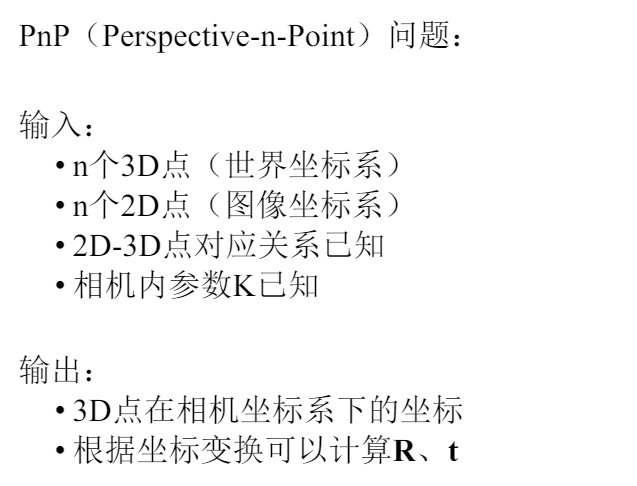 PnP（Perspective-n-Point）问题：
输入：
•n个3D点（世界坐标系）
•n个2D点（图像坐标系）
•2D-3D点对应关系已知
•相机内参数K已知
输出：
•3D点在相机坐标系下的坐标
•根据坐标变换可以计算R、t